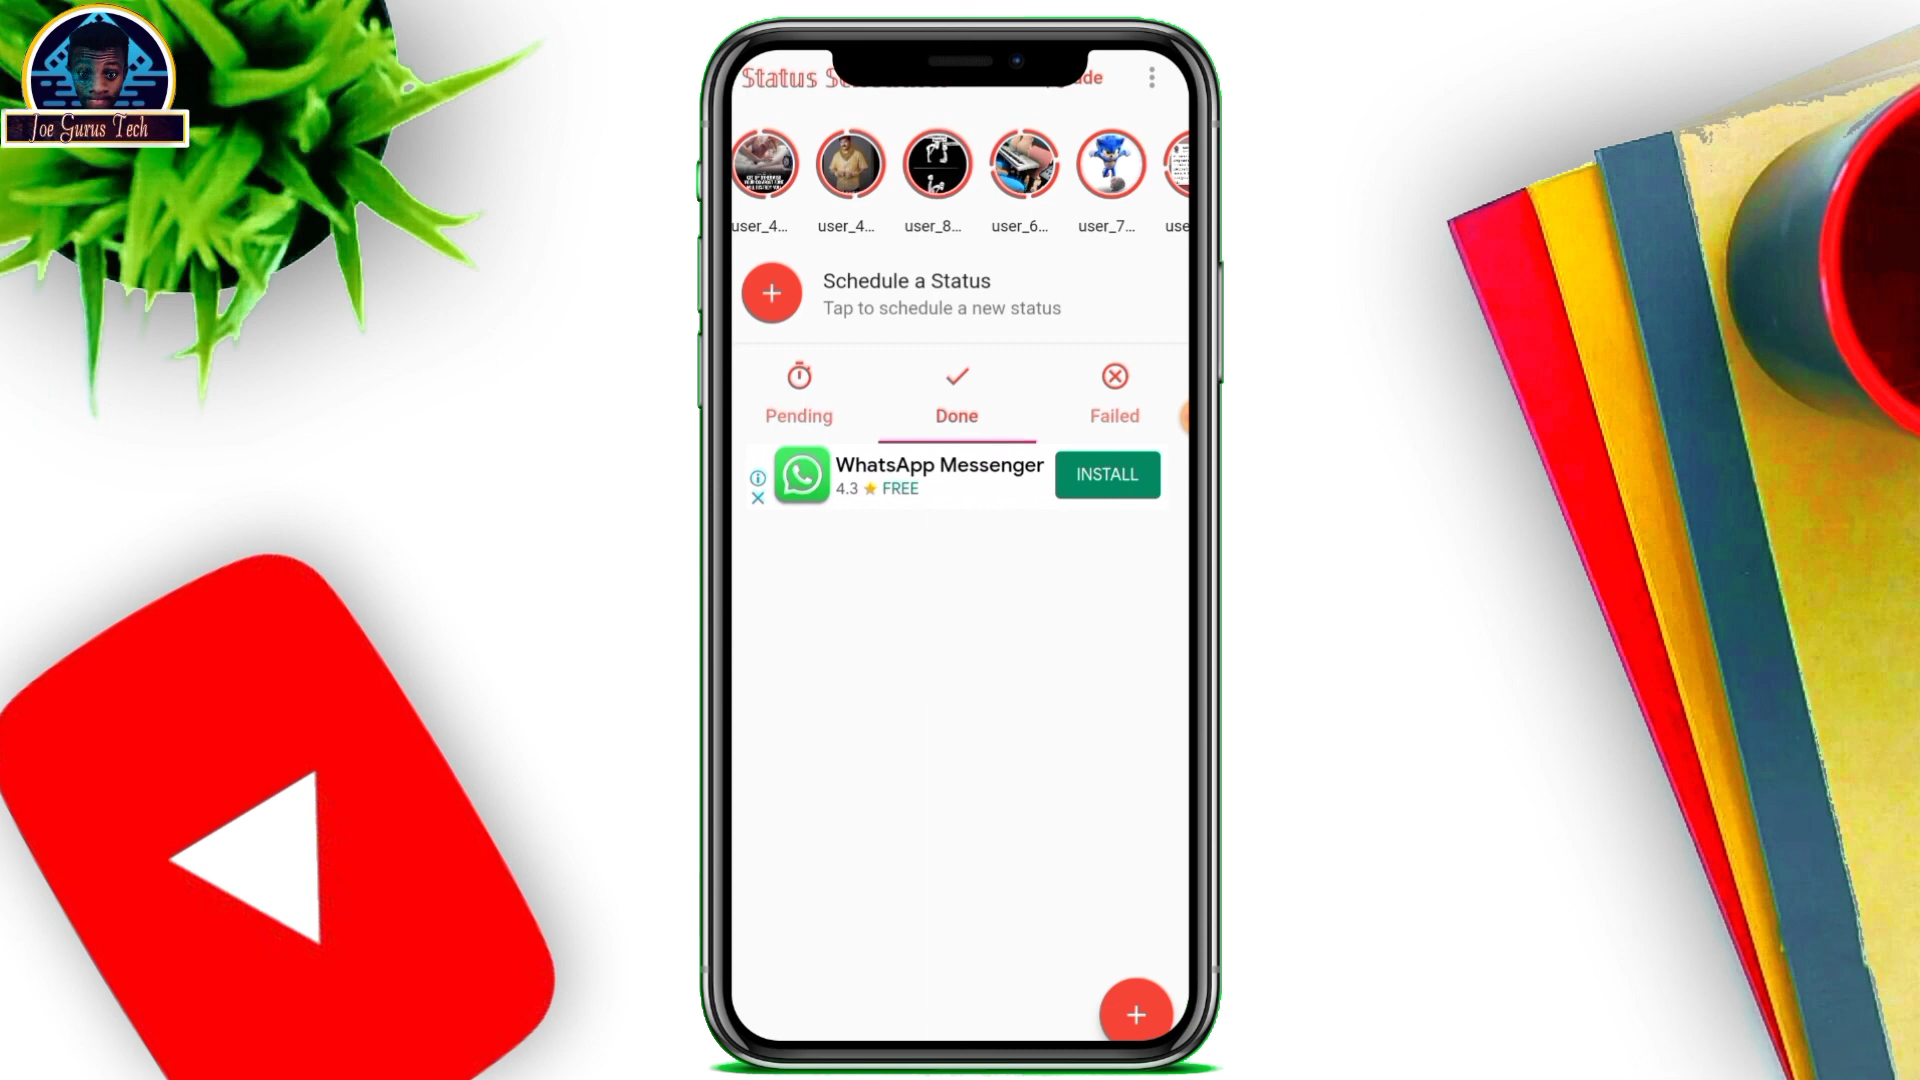 Joe Gurus Tech
Status
user_4...
user_4...
user_8...
user_6...
user_7...
use
Schedule a Status
Tap to schedule a new status
Pending
Done
Failed
WhatsApp Messenger
4.3 ★ FREE
INSTALL